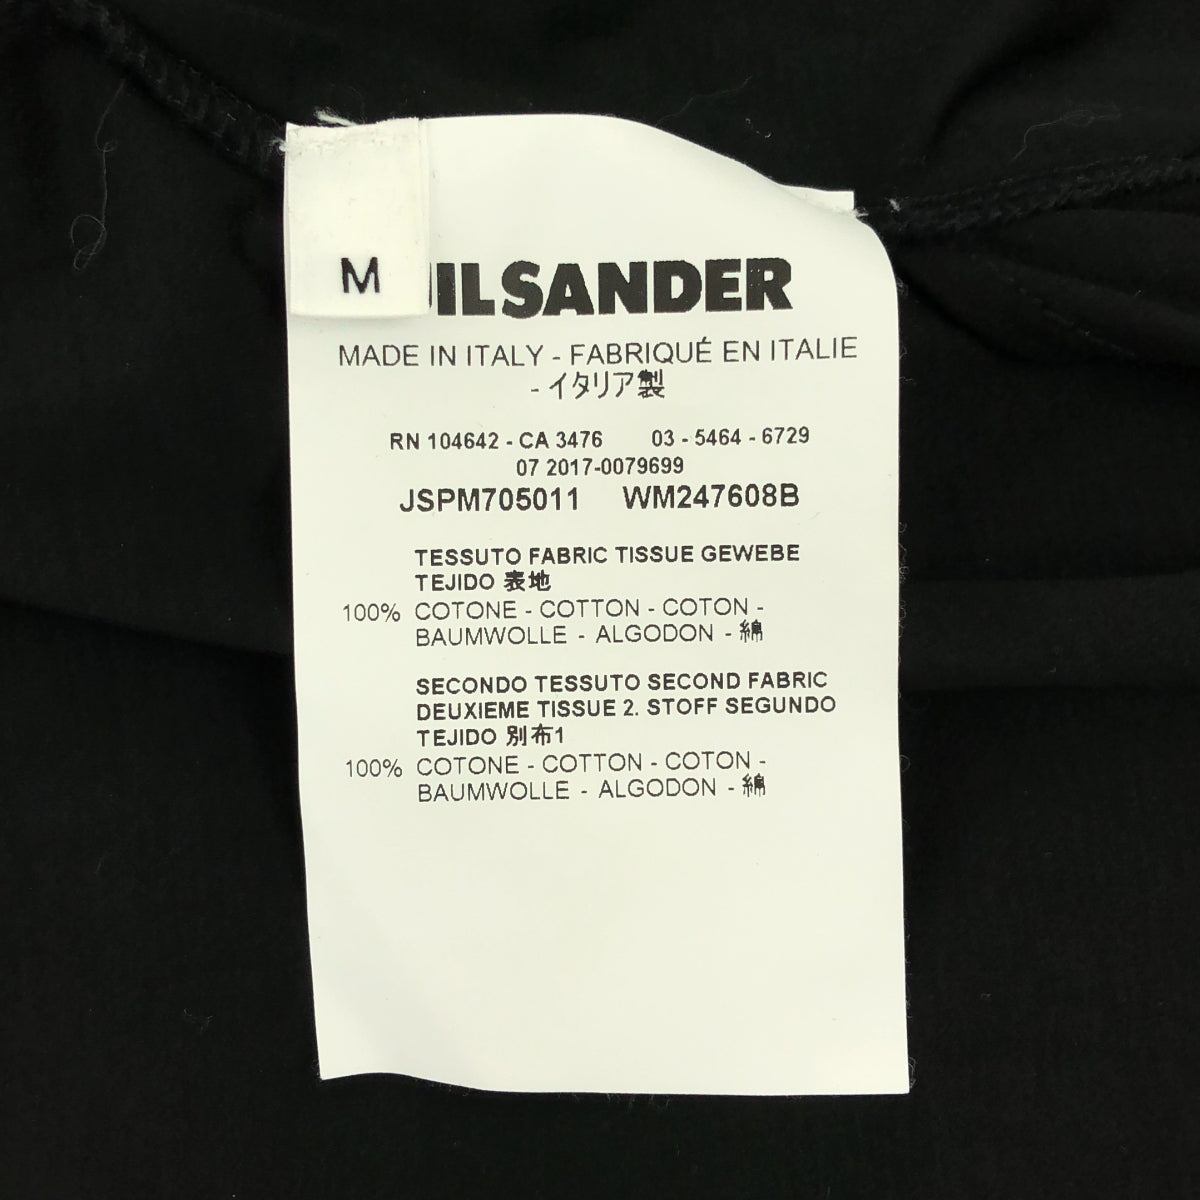 M
JIL SANDER
MADE IN ITALY - FABRIQUÉ EN ITALIE
- イタリア製
RN 104642 - CA 3476 03 - 5464 - 6729
07 2017-0079699
JSPM705011 WM247608B
TESSUTO FABRIC TISSUE GEWEBE
TEJIDO 表地
100% COTONE - COTTON - COTON -
BAUMWOLLE - ALGODON - 綿
SECONDO TESSUTO SECOND FABRIC
DEUXIEME TISSUE 2. STOFF SEGUNDO
TEJIDO 別布1
100% COTONE - COTTON - COTON -
BAUMWOLLE - ALGODON - 綿